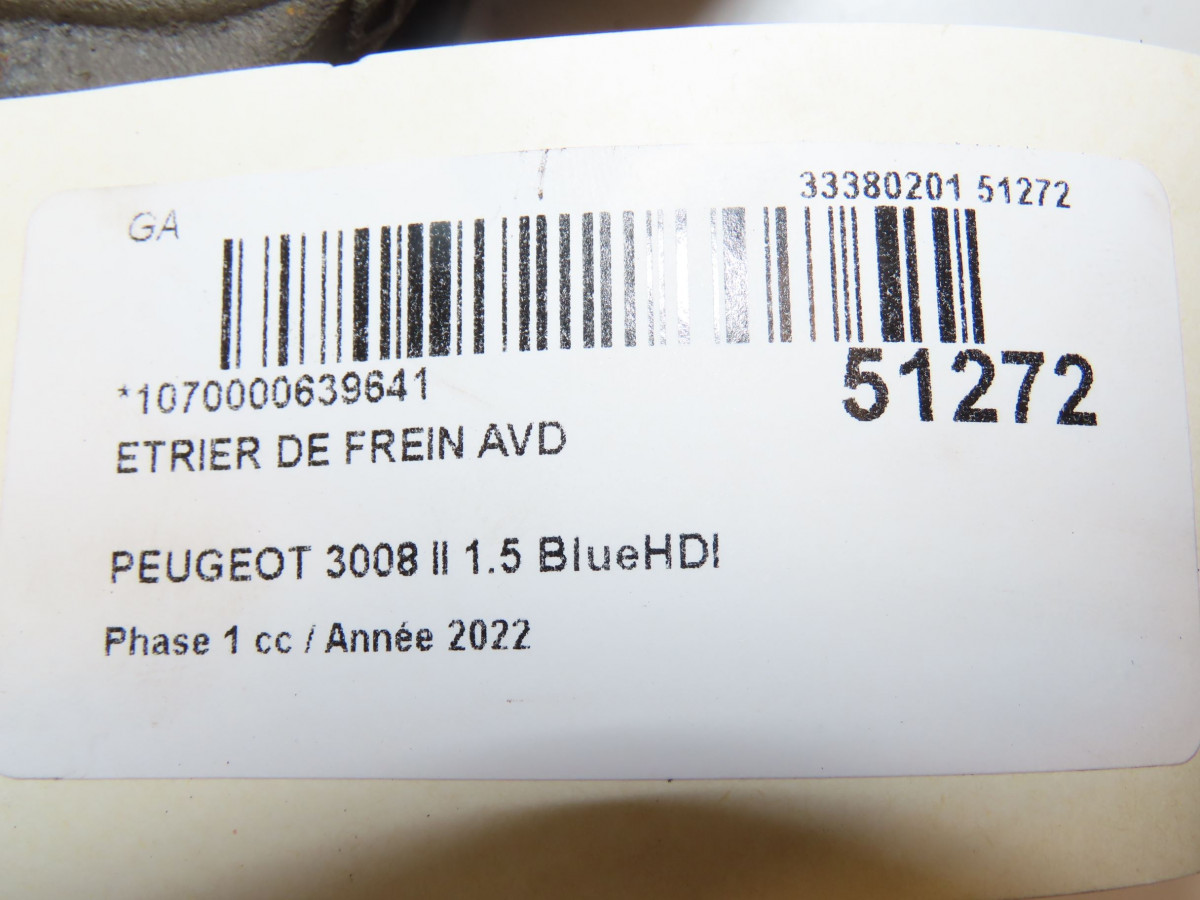 GA
33380201 51272
*1070000639641
51272
ETRIER DE FREIN AVD
PEUGEOT 3008 II 1.5 BlueHDI
Phase 1 cc / Année 2022